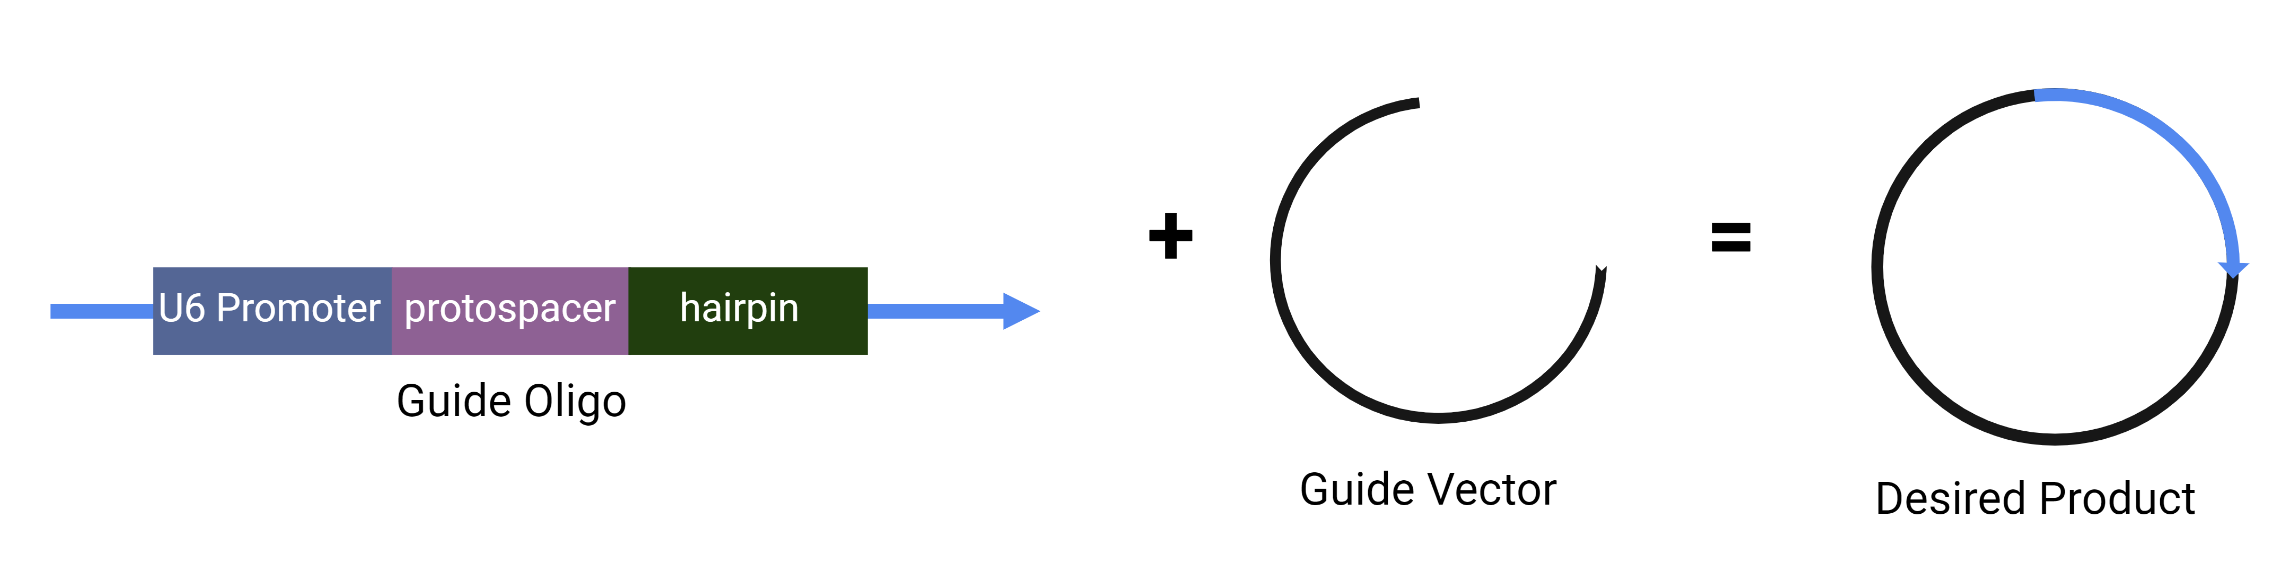 U6 Promoter protospacer hairpin
Guide Oligo
+
=
Guide Vector
Desired Product